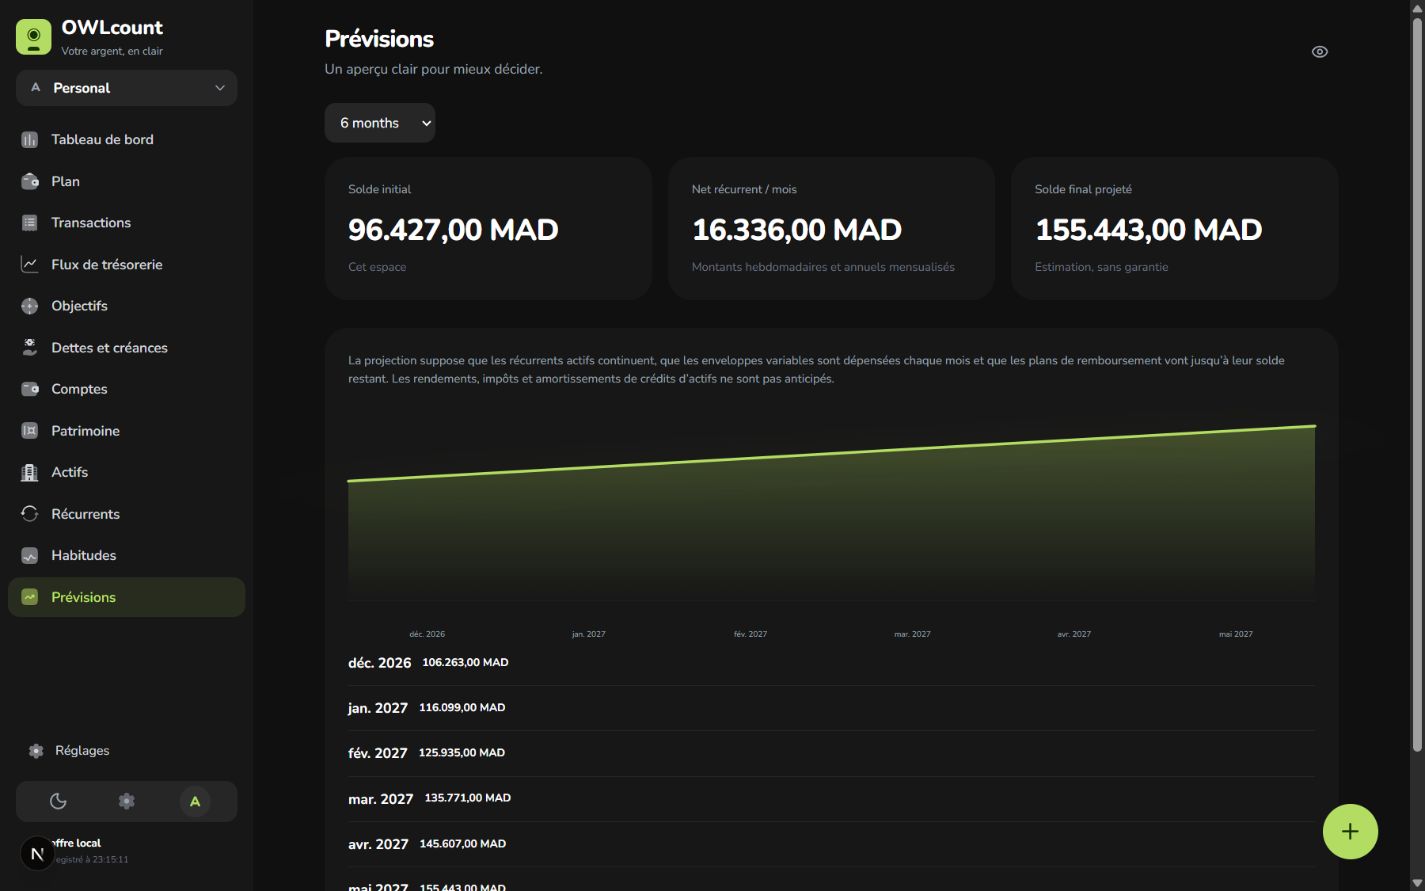 OWLcount
Votre argent, en clair
A Personal
Tableau de bord
Plan
Transactions
Flux de trésorerie
Objectifs
Dettes et créances
Comptes
Patrimoine
Actifs
Récurrents
Habitudes
Prévisions
Réglages
A
N
offre local
egistré à 23:15:11
Prévisions
Un aperçu clair pour mieux décider.
6 months
Solde initial
96.427,00 MAD
Cet espace
Net récurrent / mois
16.336,00 MAD
Montants hebdomadaires et annuels mensualisés
Solde final projeté
155.443,00 MAD
Estimation, sans garantie
La projection suppose que les récurrents actifs continuent, que les enveloppes variables sont dépensées chaque mois et que les plans de remboursement vont jusqu’à leur solde
restant. Les rendements, impôts et amortissements de crédits d’actifs ne sont pas anticipés.
déc. 2026 jan. 2027 fév. 2027 mar. 2027 avr. 2027 mai 2027
déc. 2026 106.263,00 MAD
jan. 2027 116.099,00 MAD
fév. 2027 125.935,00 MAD
mar. 2027 135.771,00 MAD
avr. 2027 145.607,00 MAD
mai 2027 155.443,00 MAD